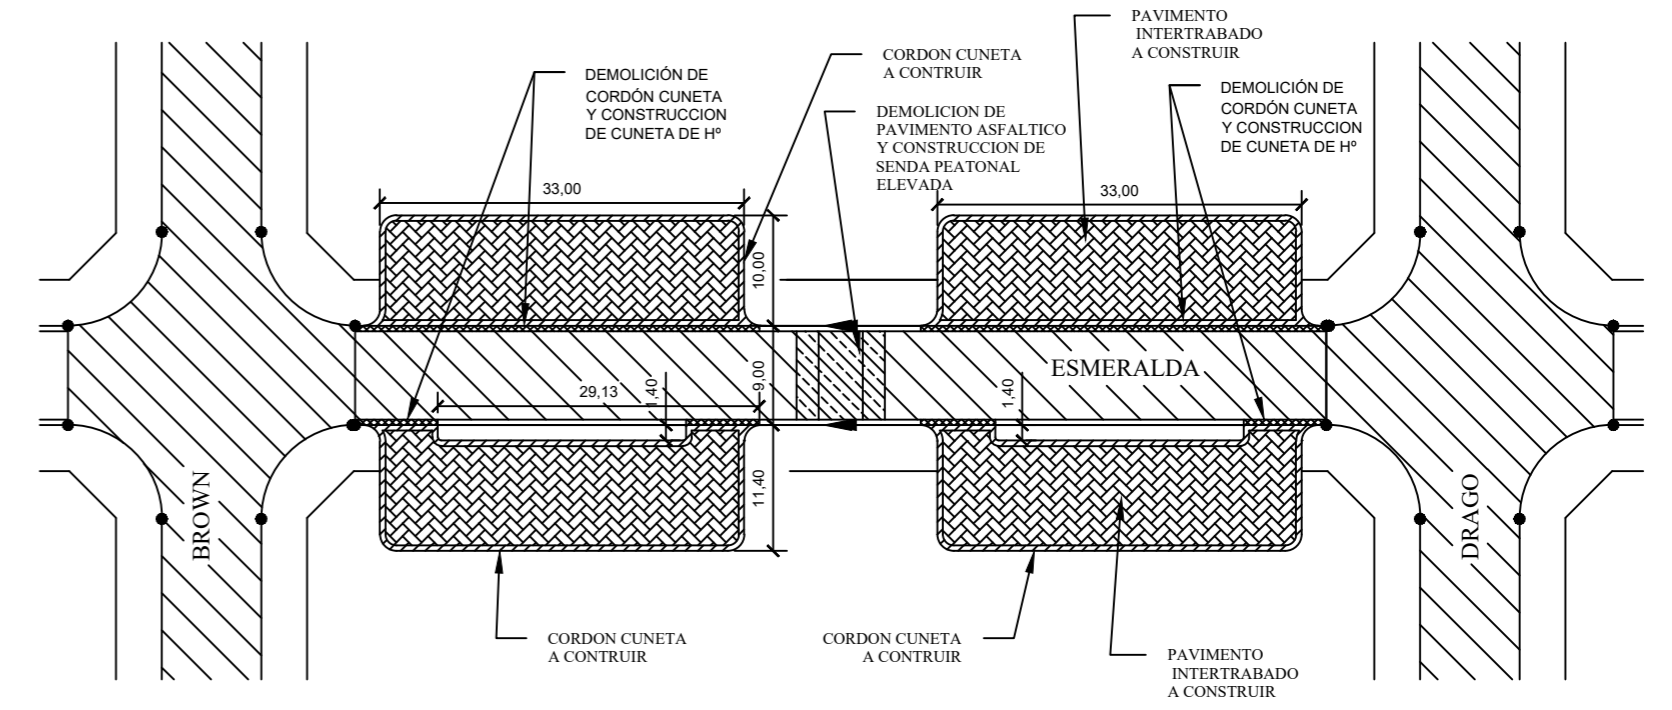 PAVIMENTO
INTERTRABADO
A CONSTRUIR
CORDON CUNETA
A CONTRUIR
DEMOLICIÓN DE
CORDÓN CUNETA
Y CONSTRUCCION
DE CUNETA DE Hº
DEMOLICION DE
PAVIMENTO ASFALTICO
Y CONSTRUCCION DE
SENDA PEATONAL
ELEVADA
DEMOLICIÓN DE
CORDÓN CUNETA
Y CONSTRUCCION
DE CUNETA DE Hº
33,00
33,00
10,00
ESMERALDA
29,13
1,40
9,00
1,40
11,40
BROWN
DRAGO
CORDON CUNETA
A CONTRUIR
CORDON CUNETA
A CONTRUIR
PAVIMENTO
INTERTRABADO
A CONSTRUIR